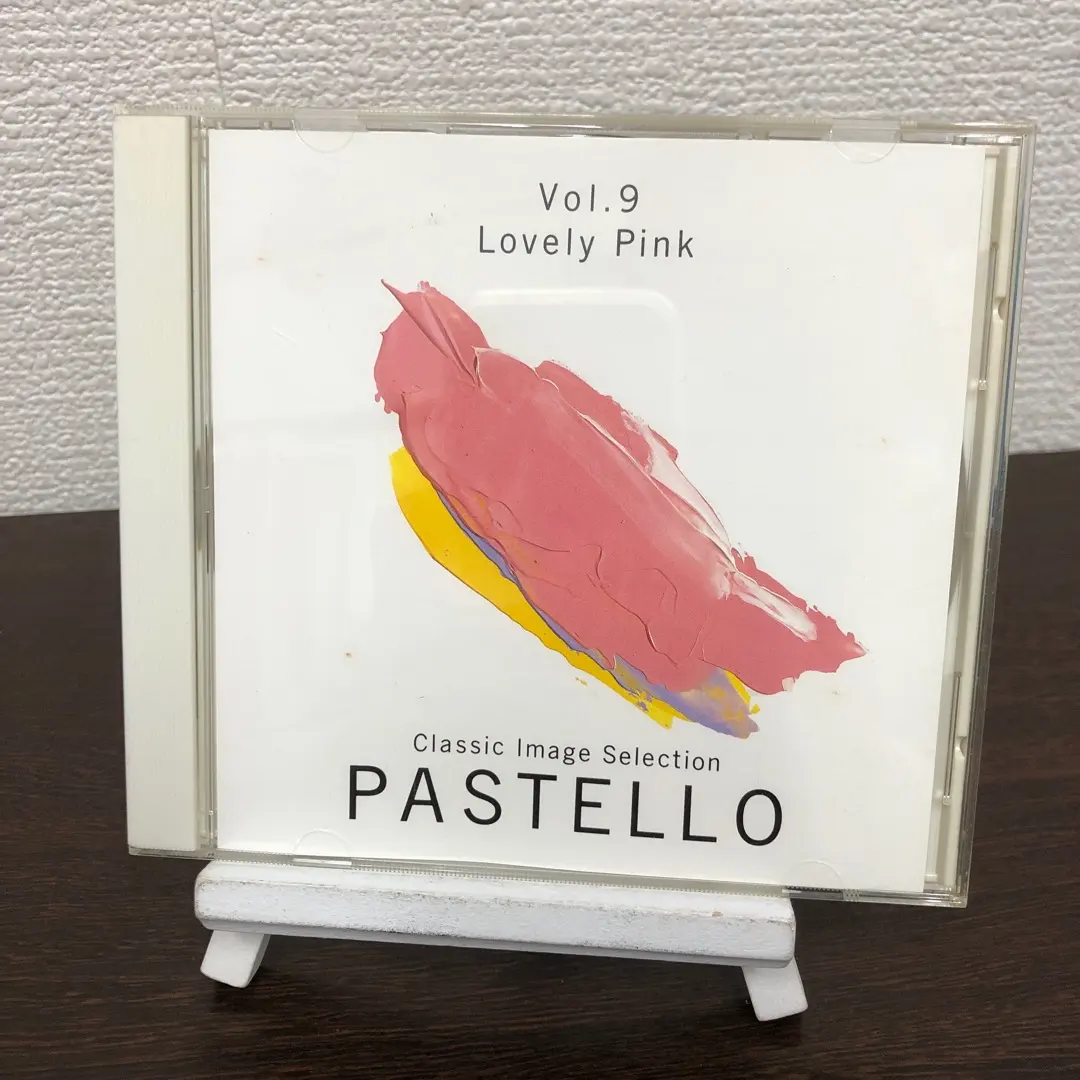 Vol.9
Lovely Pink
Classic Image Selection
PASTELLO